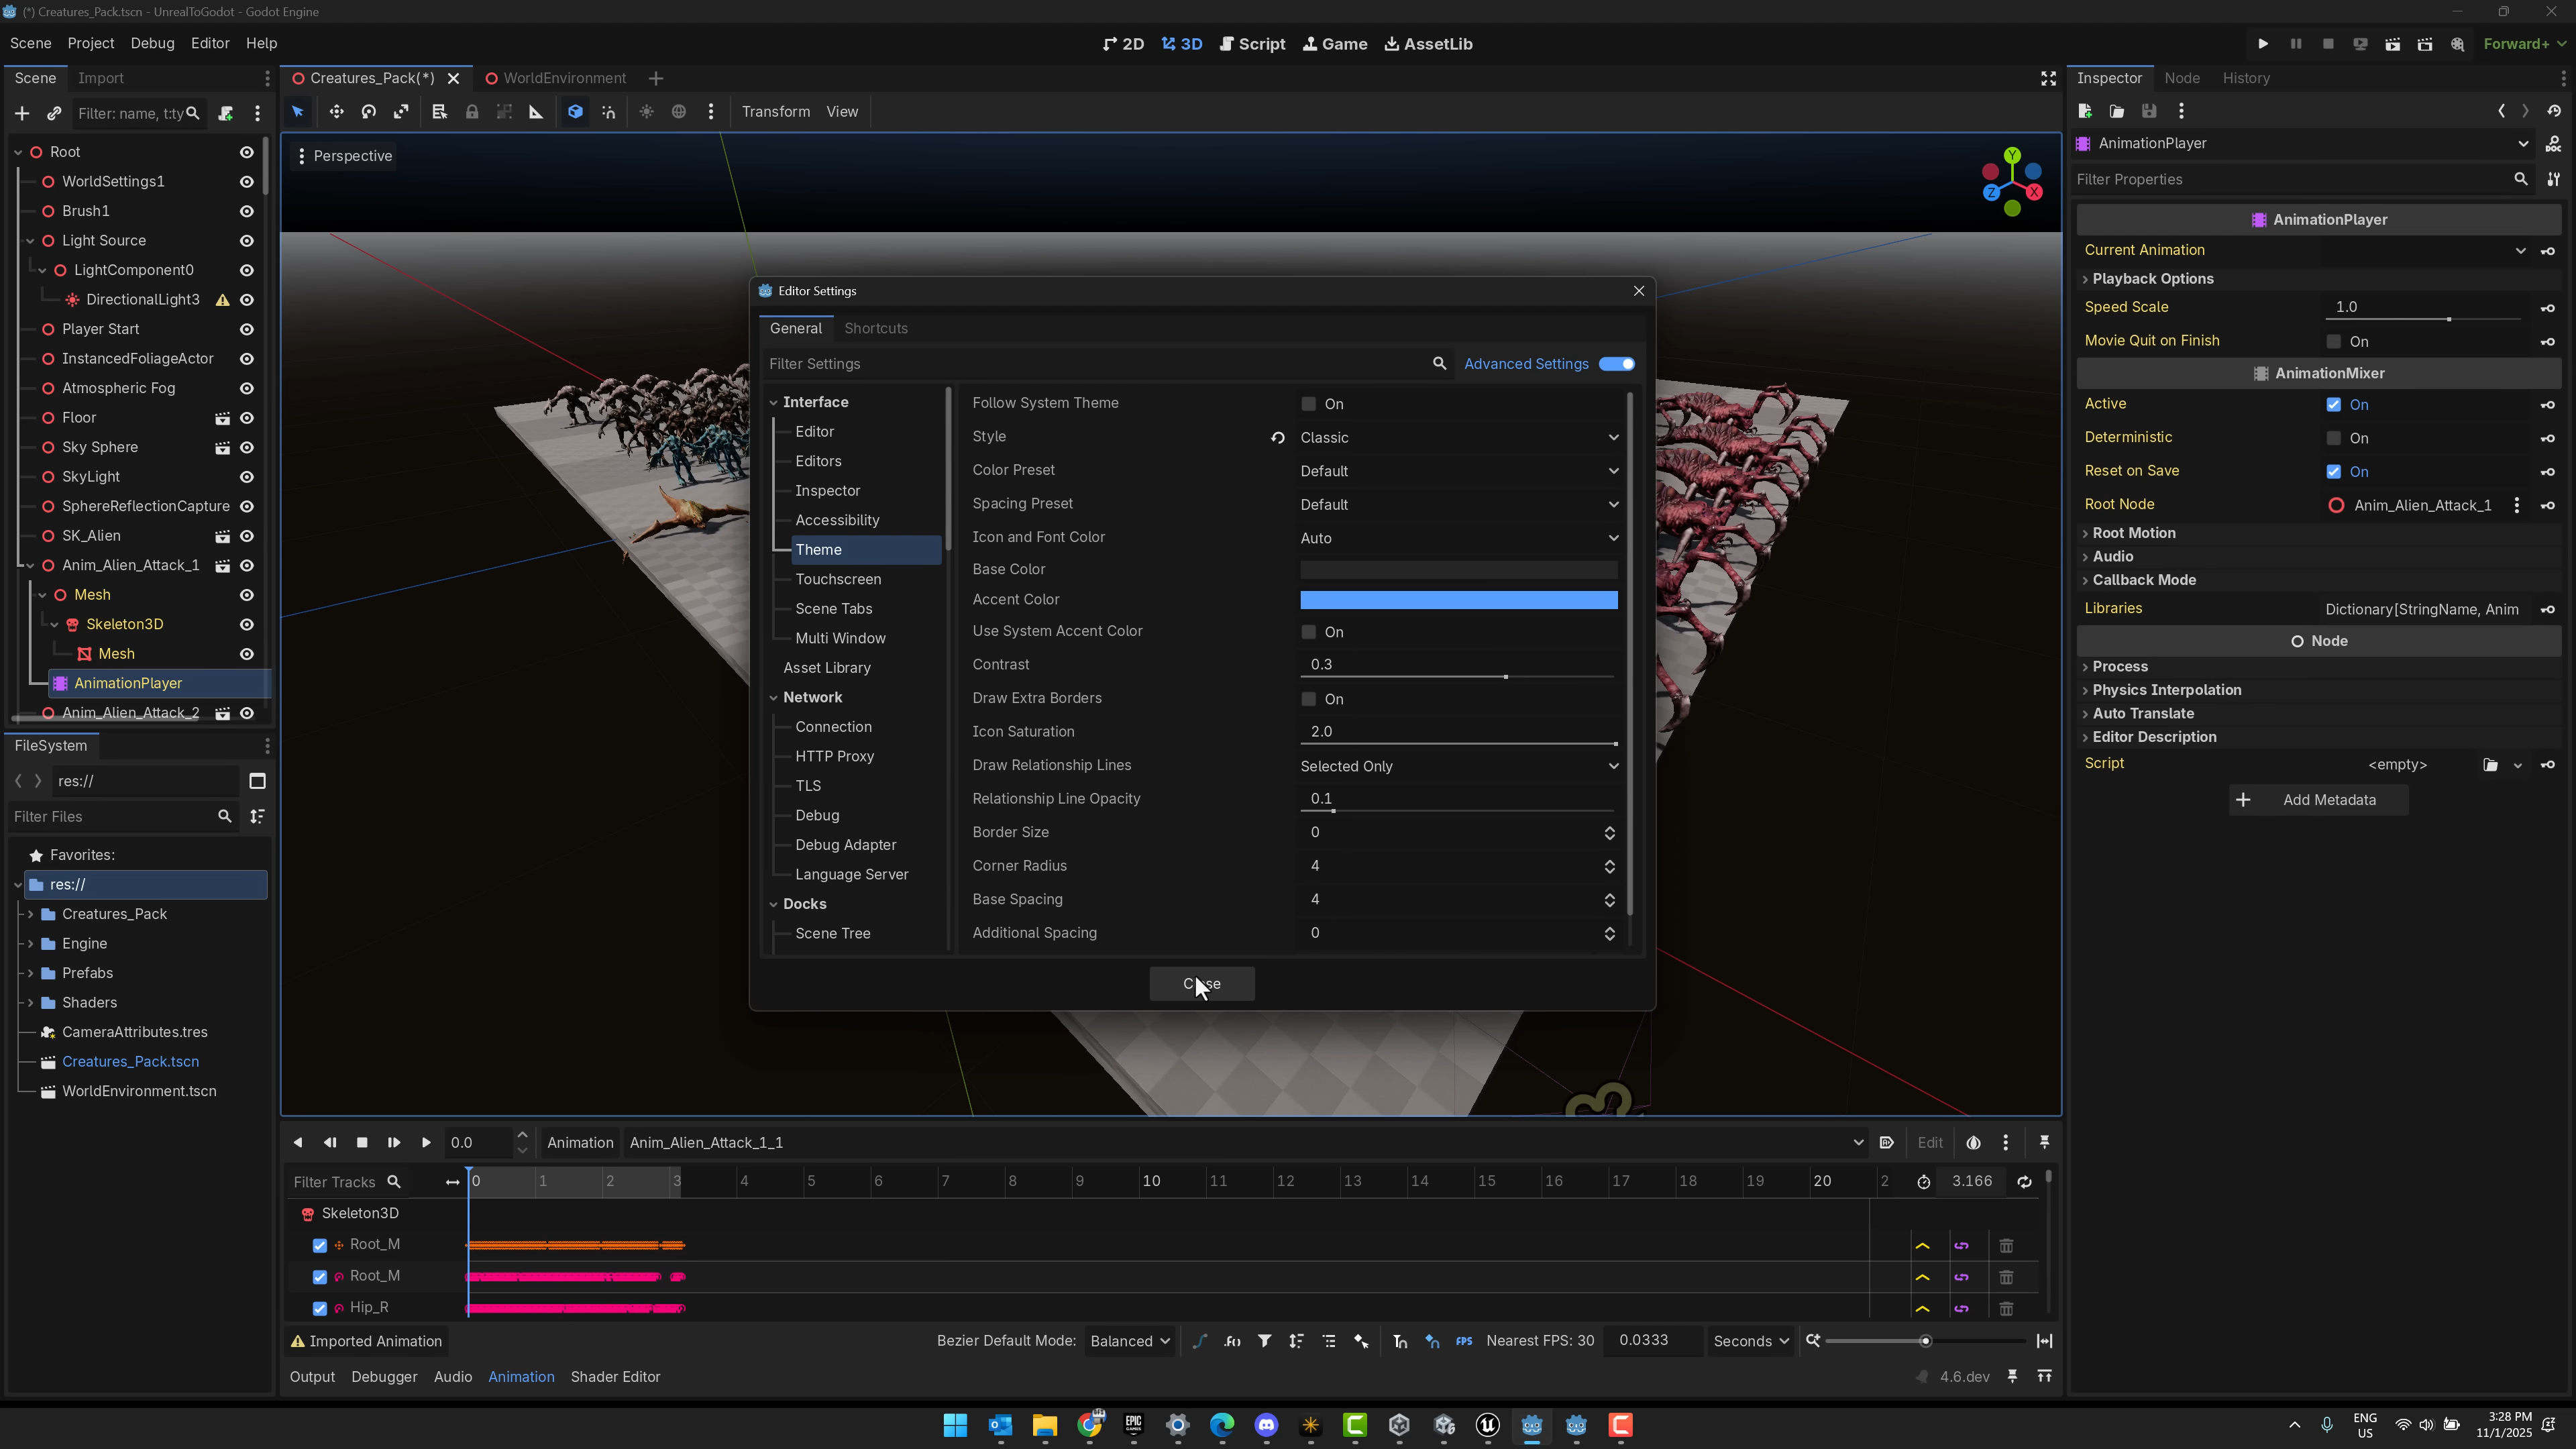 (*) Creatures_Pack.tscn - UnrealToGodot - Godot Engine
Scene Project Debug Editor Help
2D 3D Script Game AssetLib
Forward+
Scene Import
Creatures_Pack(*) WorldEnvironment
Inspector Node History
Filter: name, t:ty
Transform View
Root
WorldSettings1
Brush1
Light Source
LightComponent0
DirectionalLight3
Player Start
InstancedFoliageActor
Atmospheric Fog
Floor
Sky Sphere
SkyLight
SphereReflectionCapture
SK_Alien
Anim_Alien_Attack_1
Mesh
Skeleton3D
Mesh
AnimationPlayer
Anim_Alien_Attack_2
FileSystem
res://
Filter Files
Favorites:
res://
Creatures_Pack
Engine
Prefabs
Shaders
CameraAttributes.tres
Creatures_Pack.tscn
WorldEnvironment.tscn
Perspective
Y
Z
X
Editor Settings
General Shortcuts
Filter Settings
Advanced Settings
Interface
Editor
Editors
Inspector
Accessibility
Theme
Touchscreen
Scene Tabs
Multi Window
Asset Library
Network
Connection
HTTP Proxy
TLS
Debug
Debug Adapter
Language Server
Docks
Scene Tree
Follow System Theme On
Style Classic
Color Preset Default
Spacing Preset Default
Icon and Font Color Auto
Base Color
Accent Color
Use System Accent Color On
Contrast 0.3
Draw Extra Borders On
Icon Saturation 2.0
Draw Relationship Lines Selected Only
Relationship Line Opacity 0.1
Border Size 0
Corner Radius 4
Base Spacing 4
Additional Spacing 0
AnimationPlayer
Filter Properties
AnimationPlayer
Current Animation
Playback Options
Speed Scale 1.0
Movie Quit on Finish On
AnimationMixer
Active On
Deterministic On
Reset on Save On
Root Node Anim_Alien_Attack_1
Root Motion
Audio
Callback Mode
Libraries Dictionary[StringName, Anim
Node
Process
Physics Interpolation
Auto Translate
Editor Description
Script <empty>
Add Metadata
0.0 Animation Anim_Alien_Attack_1_1 Edit
Filter Tracks 0 1 2 3 4 5 6 7 8 9 10 11 12 13 14 15 16 17 18 19 20 2 3.166
Skeleton3D
Root_M
Root_M
Hip_R
Imported Animation Bezier Default Mode: Balanced FPS Nearest FPS: 30 0.0333 Seconds
Output Debugger Audio Animation Shader Editor 4.6.dev
EPIC GAMES
ENG
US
3:28 PM
11/1/2025